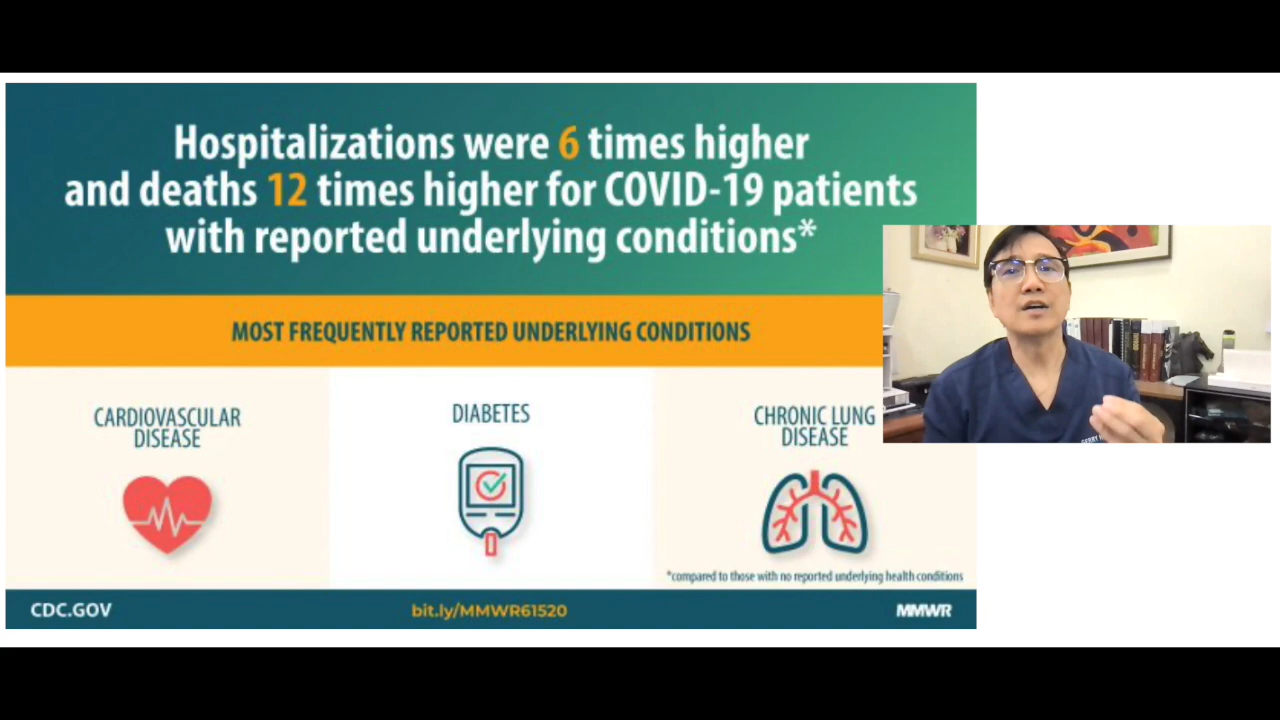 Hospitalizations were 6 times higher
and deaths 12 times higher for COVID-19 patients
with reported underlying conditions*
MOST FREQUENTLY REPORTED UNDERLYING CONDITIONS
CARDIOVASCULAR
DISEASE
DIABETES
CHRONIC LUNG
DISEASE
*compared to those with no reported underlying health conditions
CDC.GOV
bit.ly/MMWR61520
MMWR
GERRY